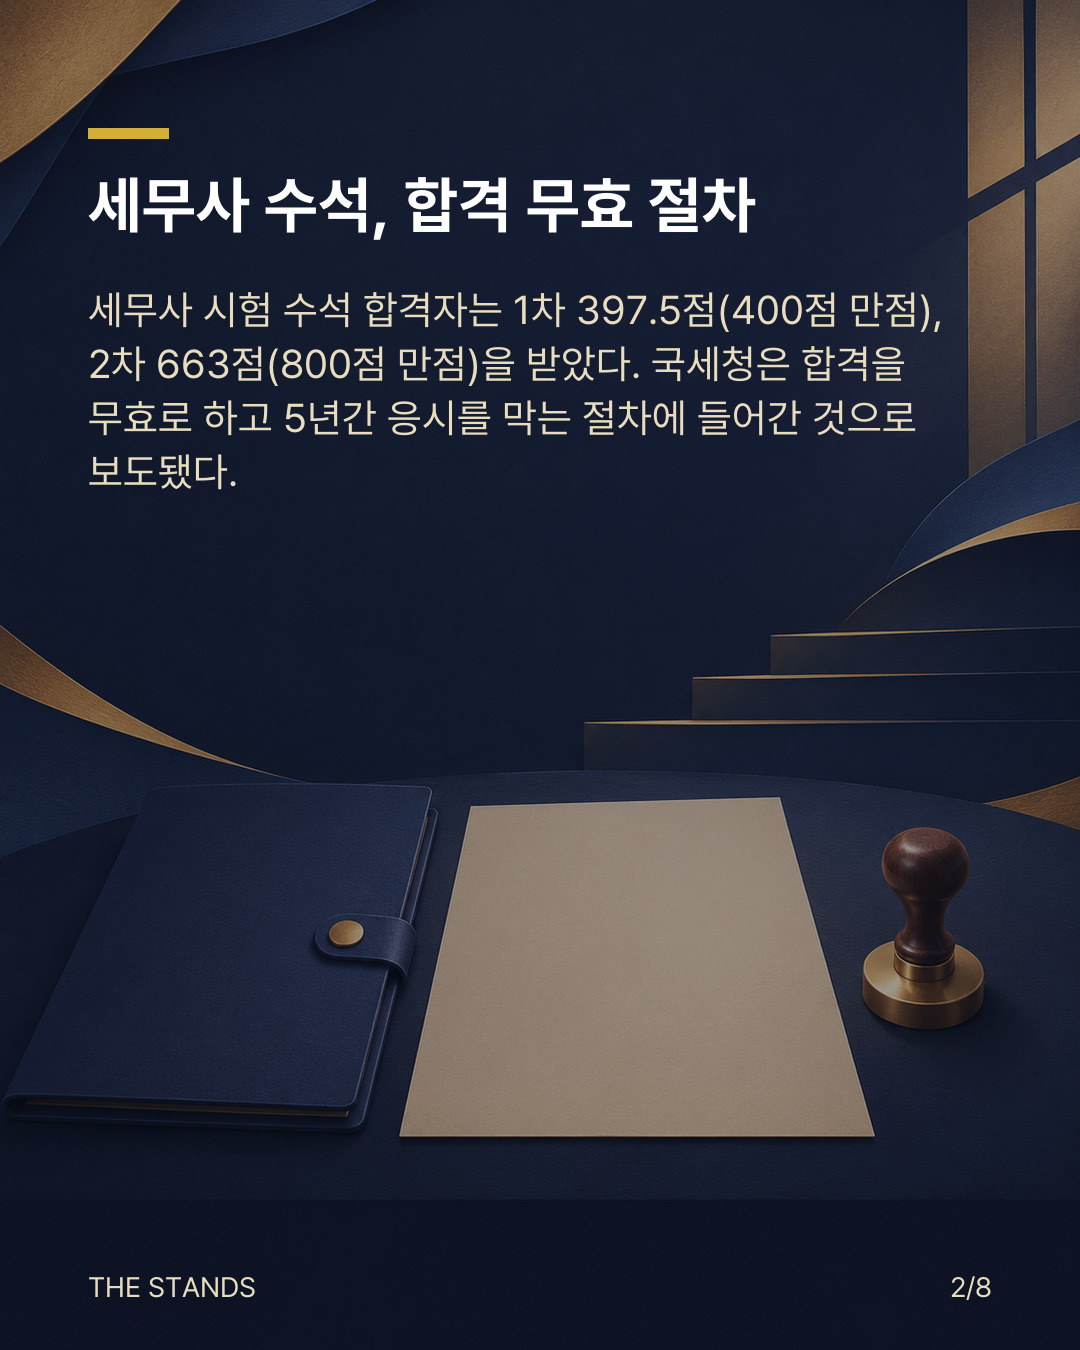 세무사 수석, 합격 무효 절차
세무사 시험 수석 합격자는 1차 397.5점(400점 만점),
2차 663점(800점 만점)을 받았다. 국세청은 합격을
무효로 하고 5년간 응시를 막는 절차에 들어간 것으로
보도됐다.
THE STANDS
2/8